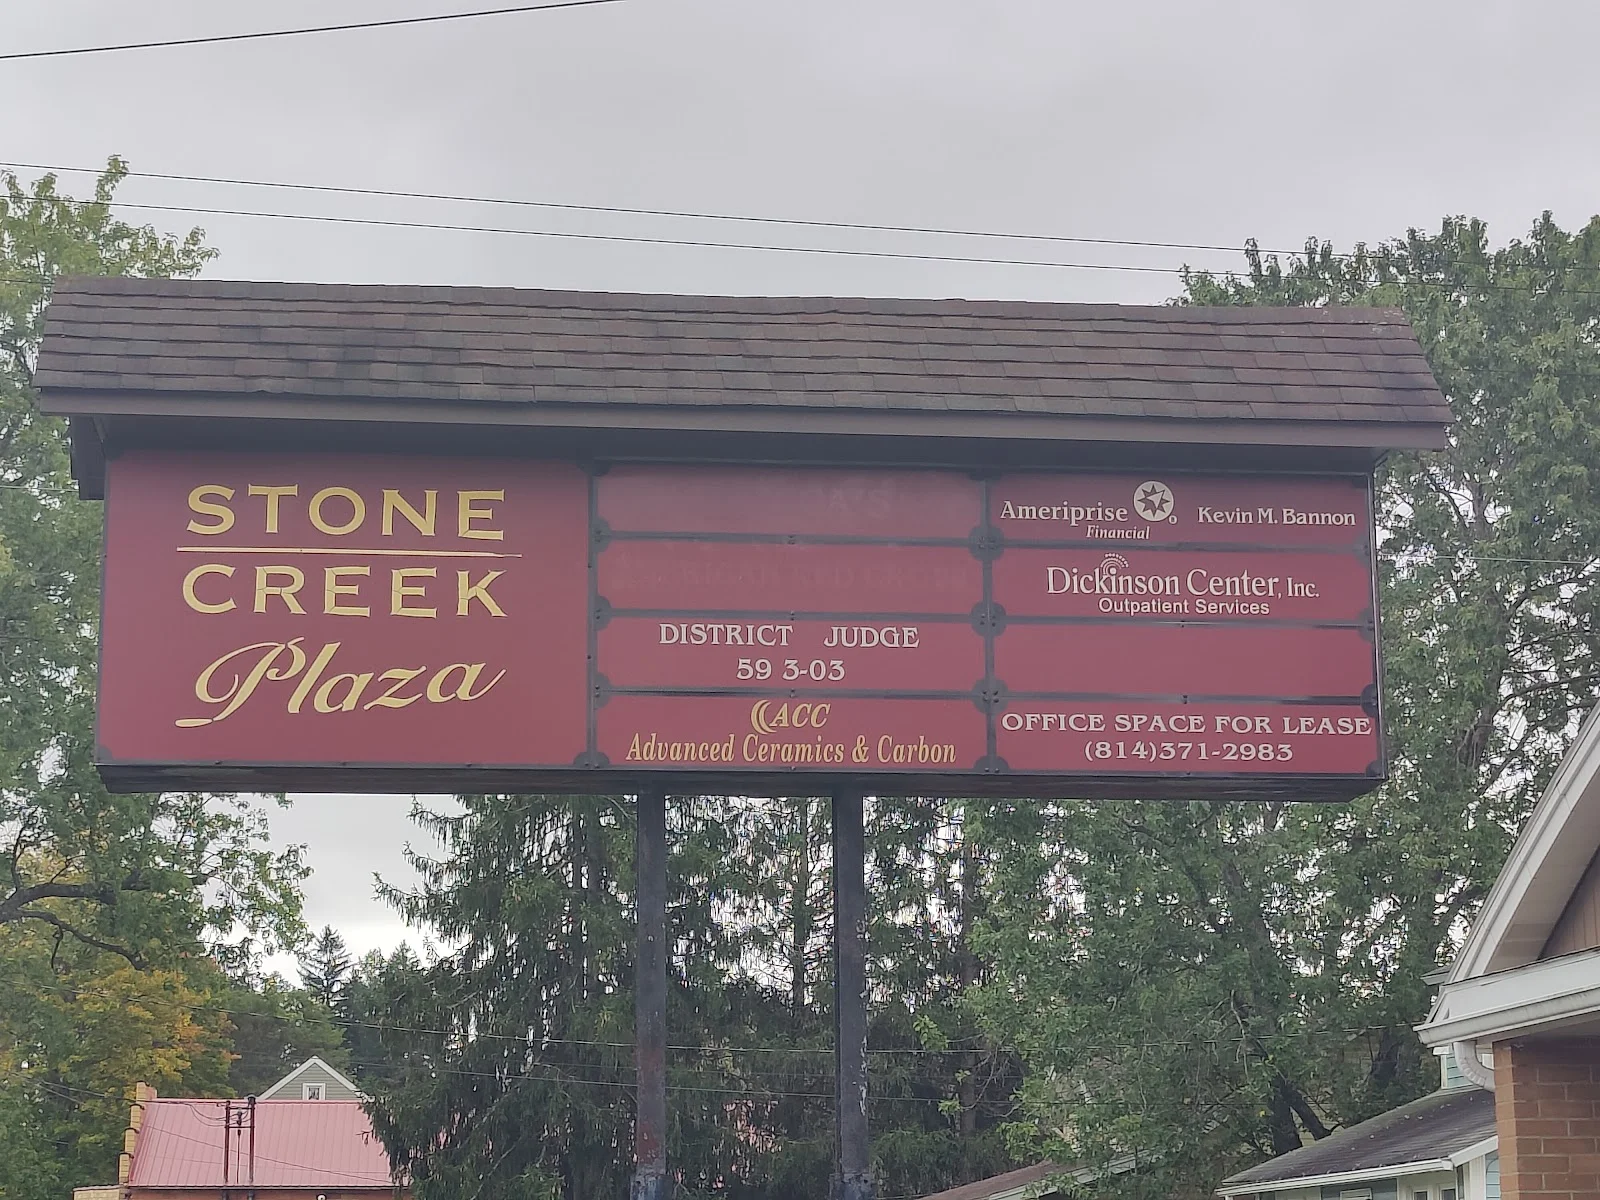 STONE
CREEK
Plaza
DISTRICT JUDGE
59 3-03
ACC
Advanced Ceramics & Carbon
Ameriprise Kevin M. Bannon
Financial
Dickinson Center, Inc.
Outpatient Services
OFFICE SPACE FOR LEASE
(814)371-2983